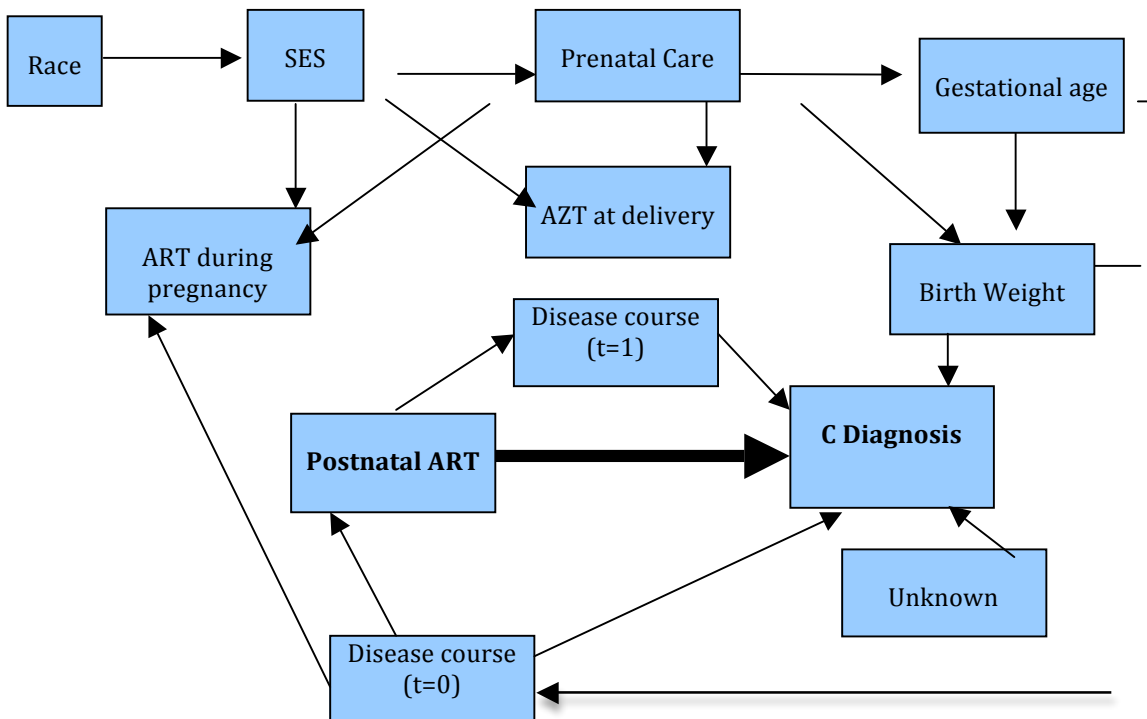 Race
SES
Prenatal Care
Gestational age
AZT at delivery
ART during
pregnancy
Birth Weight
Disease course
(t=1)
C Diagnosis
Postnatal ART
Unknown
Disease course
(t=0)